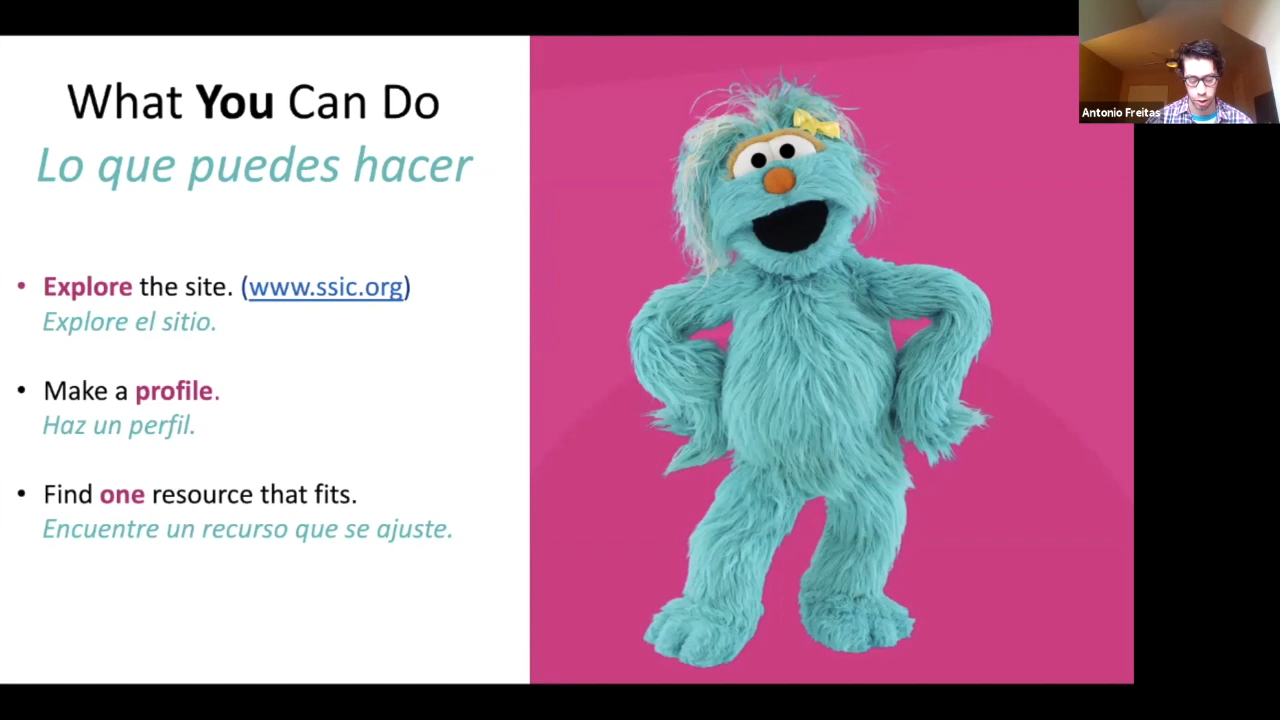 What You Can Do
Lo que puedes hacer
• Explore the site. (www.ssic.org)
Explore el sitio.
• Make a profile.
Haz un perfil.
• Find one resource that fits.
Encuentre un recurso que se ajuste.
Antonio Freitas